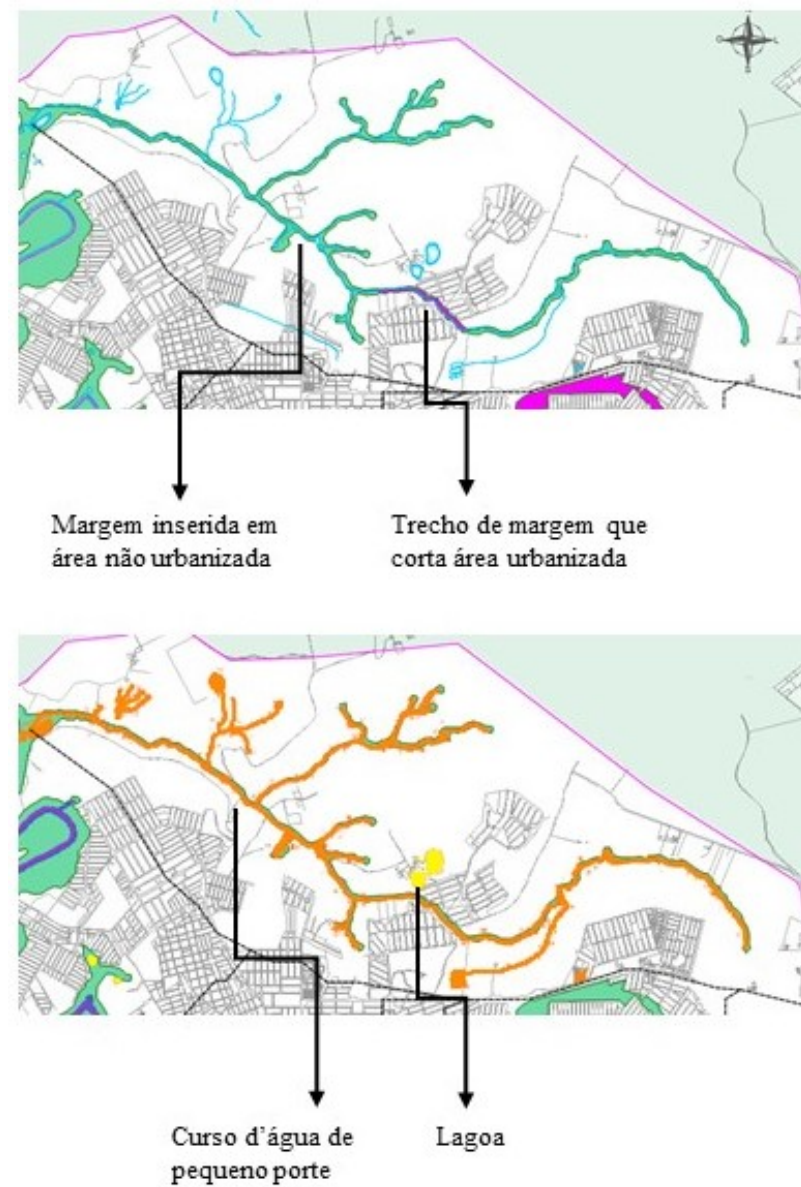 Margem inserida em
área não urbanizada
Trecho de margem que
corta área urbanizada
Curso d’água de
pequeno porte
Lagoa